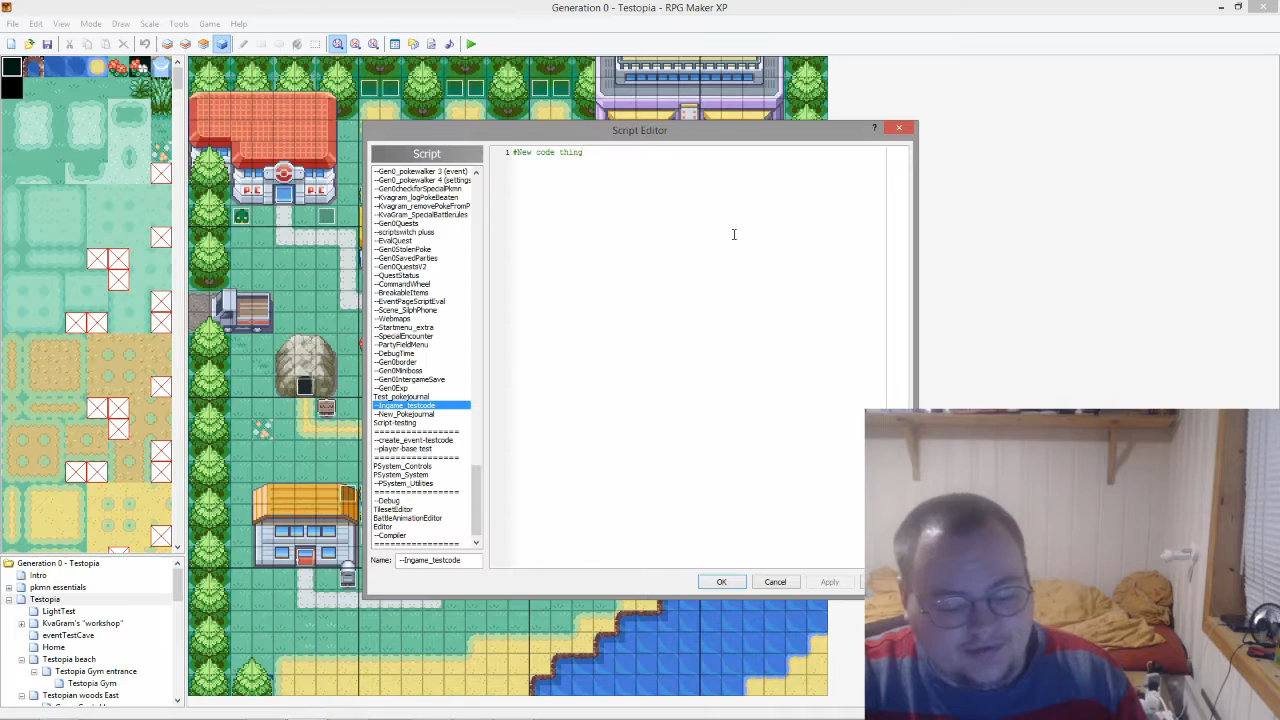 Generation 0 - Testopia - RPG Maker XP
File Edit View Mode Draw Scale Tools Game Help
Script Editor
?
Script
1 #New code thing
--Gen0_pokewalker 3 (event)
--Gen0_pokewalker 4 (settings
--Gen0checkforSpecialPkmn
--Kvagram_logPokeBeaten
--Kvagram_removePokeFromP
--KvaGram_SpecialBattlerules
--Gen0Quests
--scriptswitch pluss
--EvalQuest
--Gen0StolenPoke
--Gen0SavedParties
--Gen0QuestsV2
--QuestStatus
--CommandWheel
--BreakableItems
--EventPageScriptEval
--Scene_SilphPhone
--Webmaps
--Startmenu_extra
--SpecialEncounter
--PartyFieldMenu
--DebugTime
--Gen0border
--Gen0Miniboss
--Gen0IntergameSave
--Gen0Exp
Test_pokejournal
--Ingame_testcode
--New_Pokejournal
Script-testing
================
--create_event-testcode
--player-base test
================
PSystem_Controls
PSystem_System
--PSystem_Utilities
================
--Debug
TilesetEditor
BattleAnimationEditor
Editor
--Compiler
================
Name: --Ingame_testcode
OK Cancel Apply
P.C P.C
Generation 0 - Testopia
Intro
pkmn essentials
Testopia
LightTest
KvaGram's "workshop"
eventTestCave
Home
Testopia beach
Testopia Gym entrance
Testopia Gym
Testopian woods East